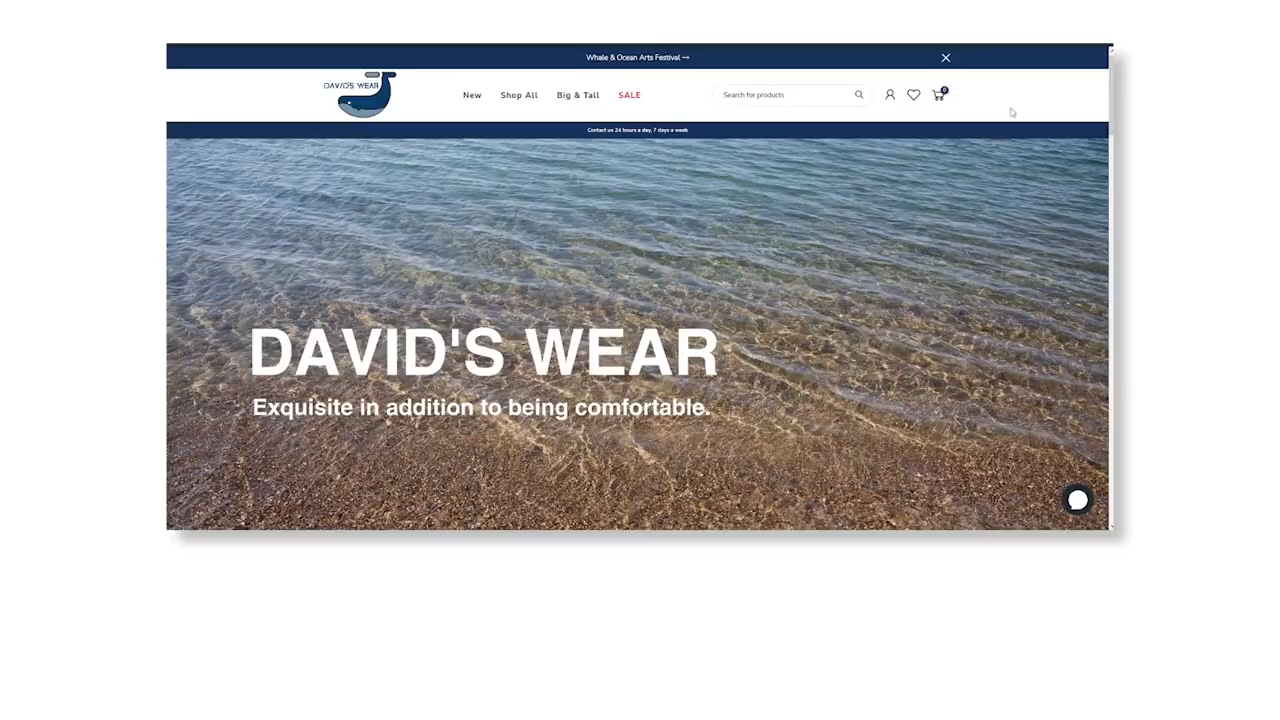 Whale & Ocean Arts Festival →
DAVID'S WEAR
New Shop All Big & Tall SALE
Search for products
0
Contact us 24 hours a day, 7 days a week
DAVID'S WEAR
Exquisite in addition to being comfortable.